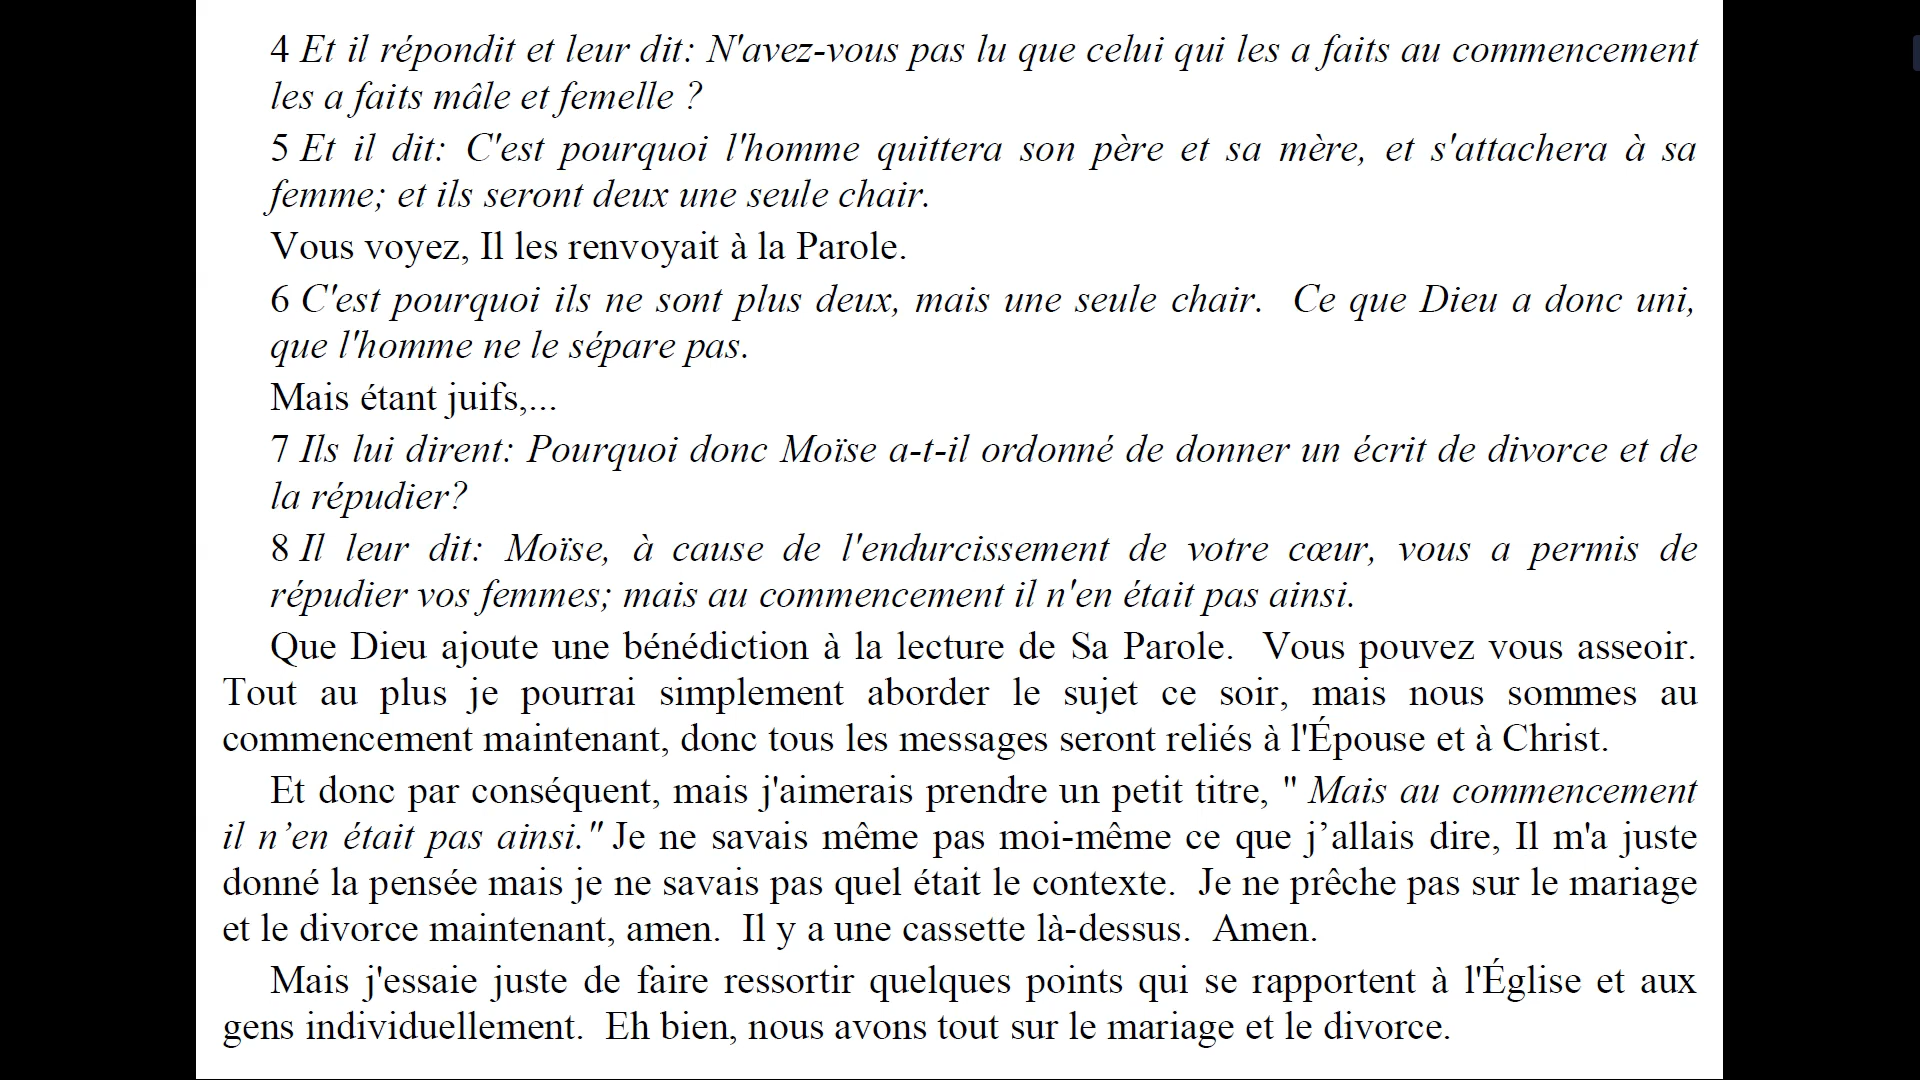 4 Et il répondit et leur dit: N'avez-vous pas lu que celui qui les a faits au commencement
les a faits mâle et femelle ?
5 Et il dit: C'est pourquoi l'homme quittera son père et sa mère, et s'attachera à sa
femme; et ils seront deux une seule chair.
Vous voyez, Il les renvoyait à la Parole.
6 C'est pourquoi ils ne sont plus deux, mais une seule chair.  Ce que Dieu a donc uni,
que l'homme ne le sépare pas.
Mais étant juifs,...
7 Ils lui dirent: Pourquoi donc Moïse a-t-il ordonné de donner un écrit de divorce et de
la répudier?
8 Il leur dit: Moïse, à cause de l'endurcissement de votre cœur, vous a permis de
répudier vos femmes; mais au commencement il n'en était pas ainsi.
Que Dieu ajoute une bénédiction à la lecture de Sa Parole.  Vous pouvez vous asseoir.
Tout au plus je pourrai simplement aborder le sujet ce soir, mais nous sommes au
commencement maintenant, donc tous les messages seront reliés à l'Épouse et à Christ.
Et donc par conséquent, mais j'aimerais prendre un petit titre, " Mais au commencement
il n’en était pas ainsi." Je ne savais même pas moi-même ce que j’allais dire, Il m'a juste
donné la pensée mais je ne savais pas quel était le contexte.  Je ne prêche pas sur le mariage
et le divorce maintenant, amen.  Il y a une cassette là-dessus.  Amen.
Mais j'essaie juste de faire ressortir quelques points qui se rapportent à l'Église et aux
gens individuellement.  Eh bien, nous avons tout sur le mariage et le divorce.